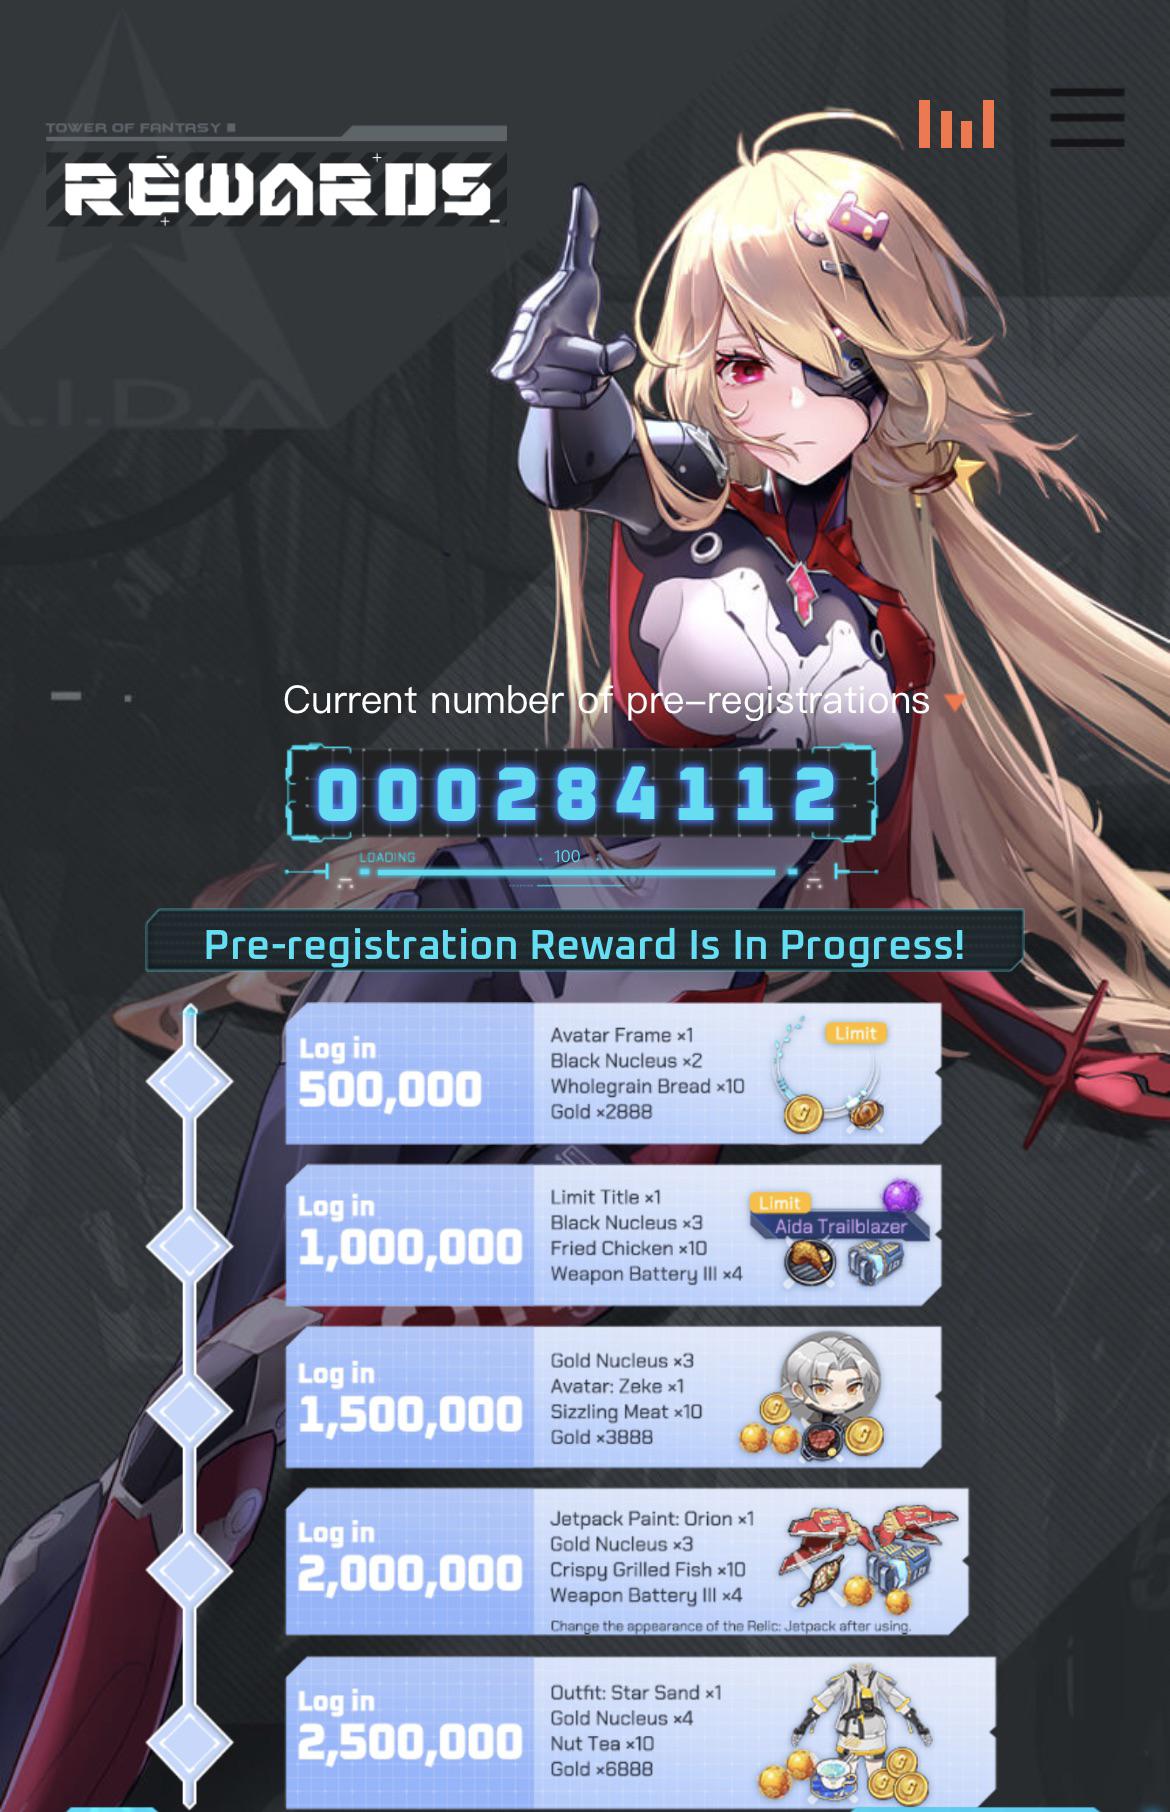 TOWER OF FANTASY
REWARDS
A.I.D.A
Current number of pre-registrations
000284112
LOADING
100
Pre-registration Reward Is In Progress!
Log in
500,000
Avatar Frame ×1
Black Nucleus ×2
Wholegrain Bread ×10
Gold ×2888
Limit
Log in
1,000,000
Limit Title ×1
Black Nucleus ×3
Fried Chicken ×10
Weapon Battery III ×4
Limit
Aida Trailblazer
Log in
1,500,000
Gold Nucleus ×3
Avatar: Zeke ×1
Sizzling Meat ×10
Gold ×3888
Log in
2,000,000
Jetpack Paint: Orion ×1
Gold Nucleus ×3
Crispy Grilled Fish ×10
Weapon Battery III ×4
Change the appearance of the Relic: Jetpack after using.
Log in
2,500,000
Outfit: Star Sand ×1
Gold Nucleus ×4
Nut Tea ×10
Gold ×6888